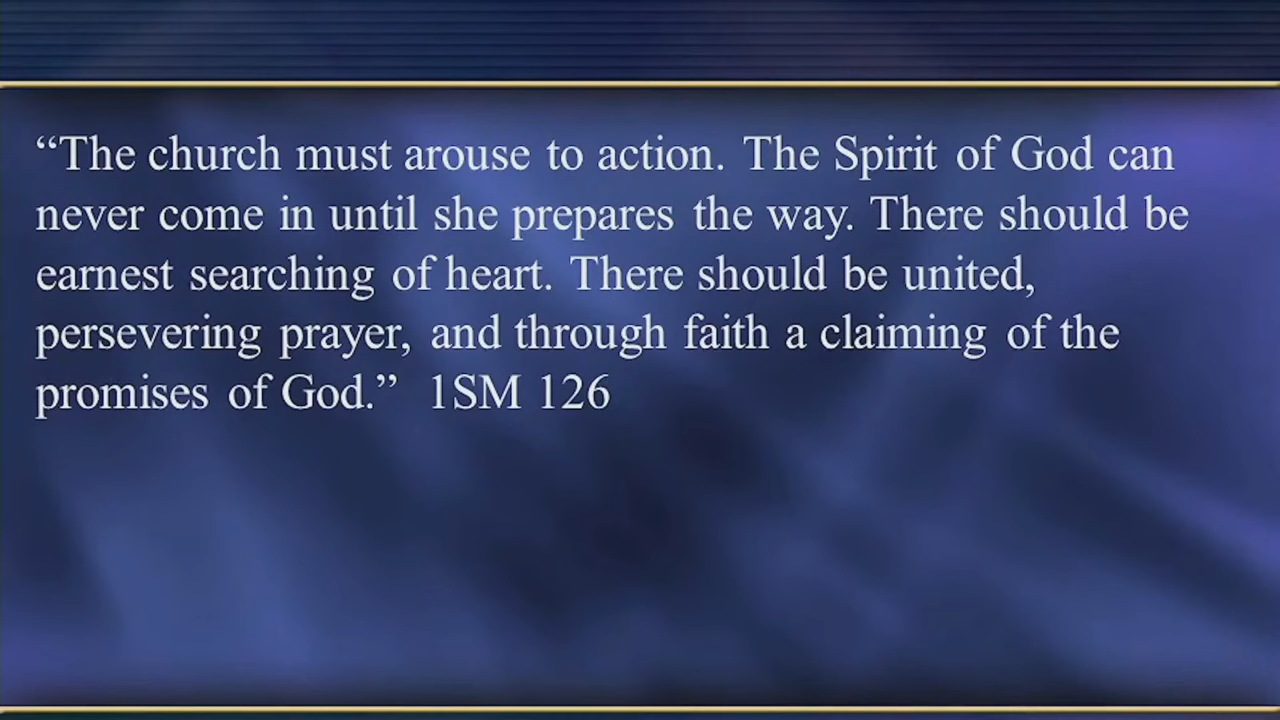 “The church must arouse to action. The Spirit of God can
never come in until she prepares the way. There should be
earnest searching of heart. There should be united,
persevering prayer, and through faith a claiming of the
promises of God.” 1SM 126